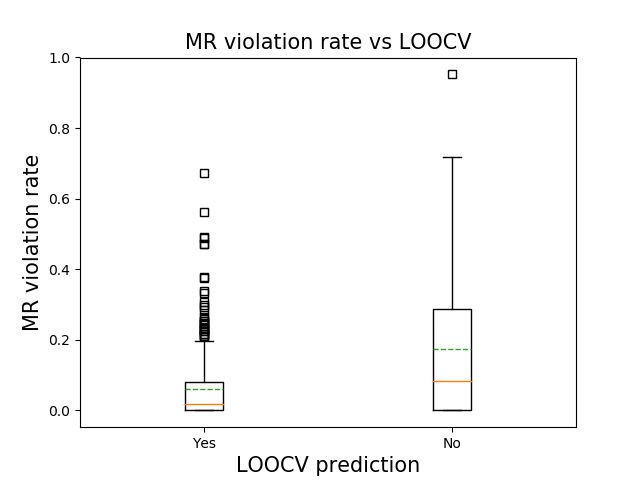 MR violation rate vs LOOCV
1.0
0.8
0.6
0.4
0.2
0.0
MR violation rate
Yes
No
LOOCV prediction